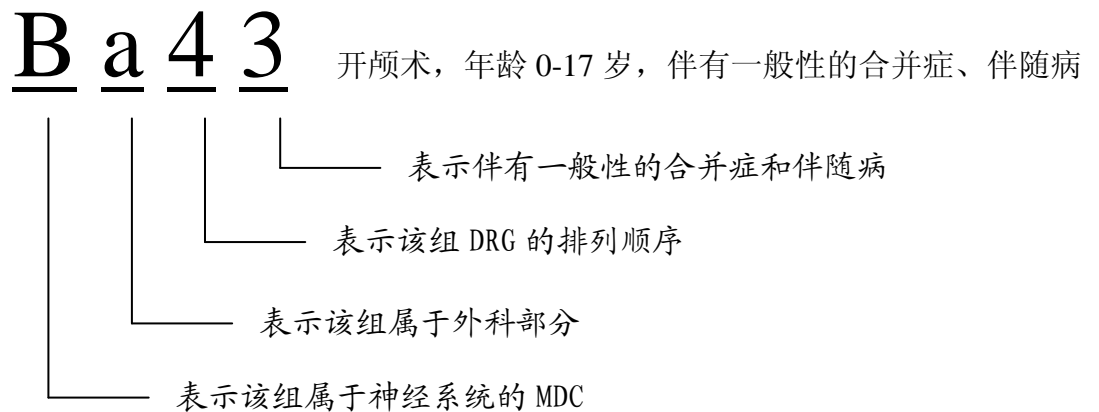 Ba43 开颅术，年龄 0-17 岁，伴有一般性的合并症、伴随病
表示伴有一般性的合并症和伴随病
表示该组 DRG 的排列顺序
表示该组属于外科部分
表示该组属于神经系统的 MDC